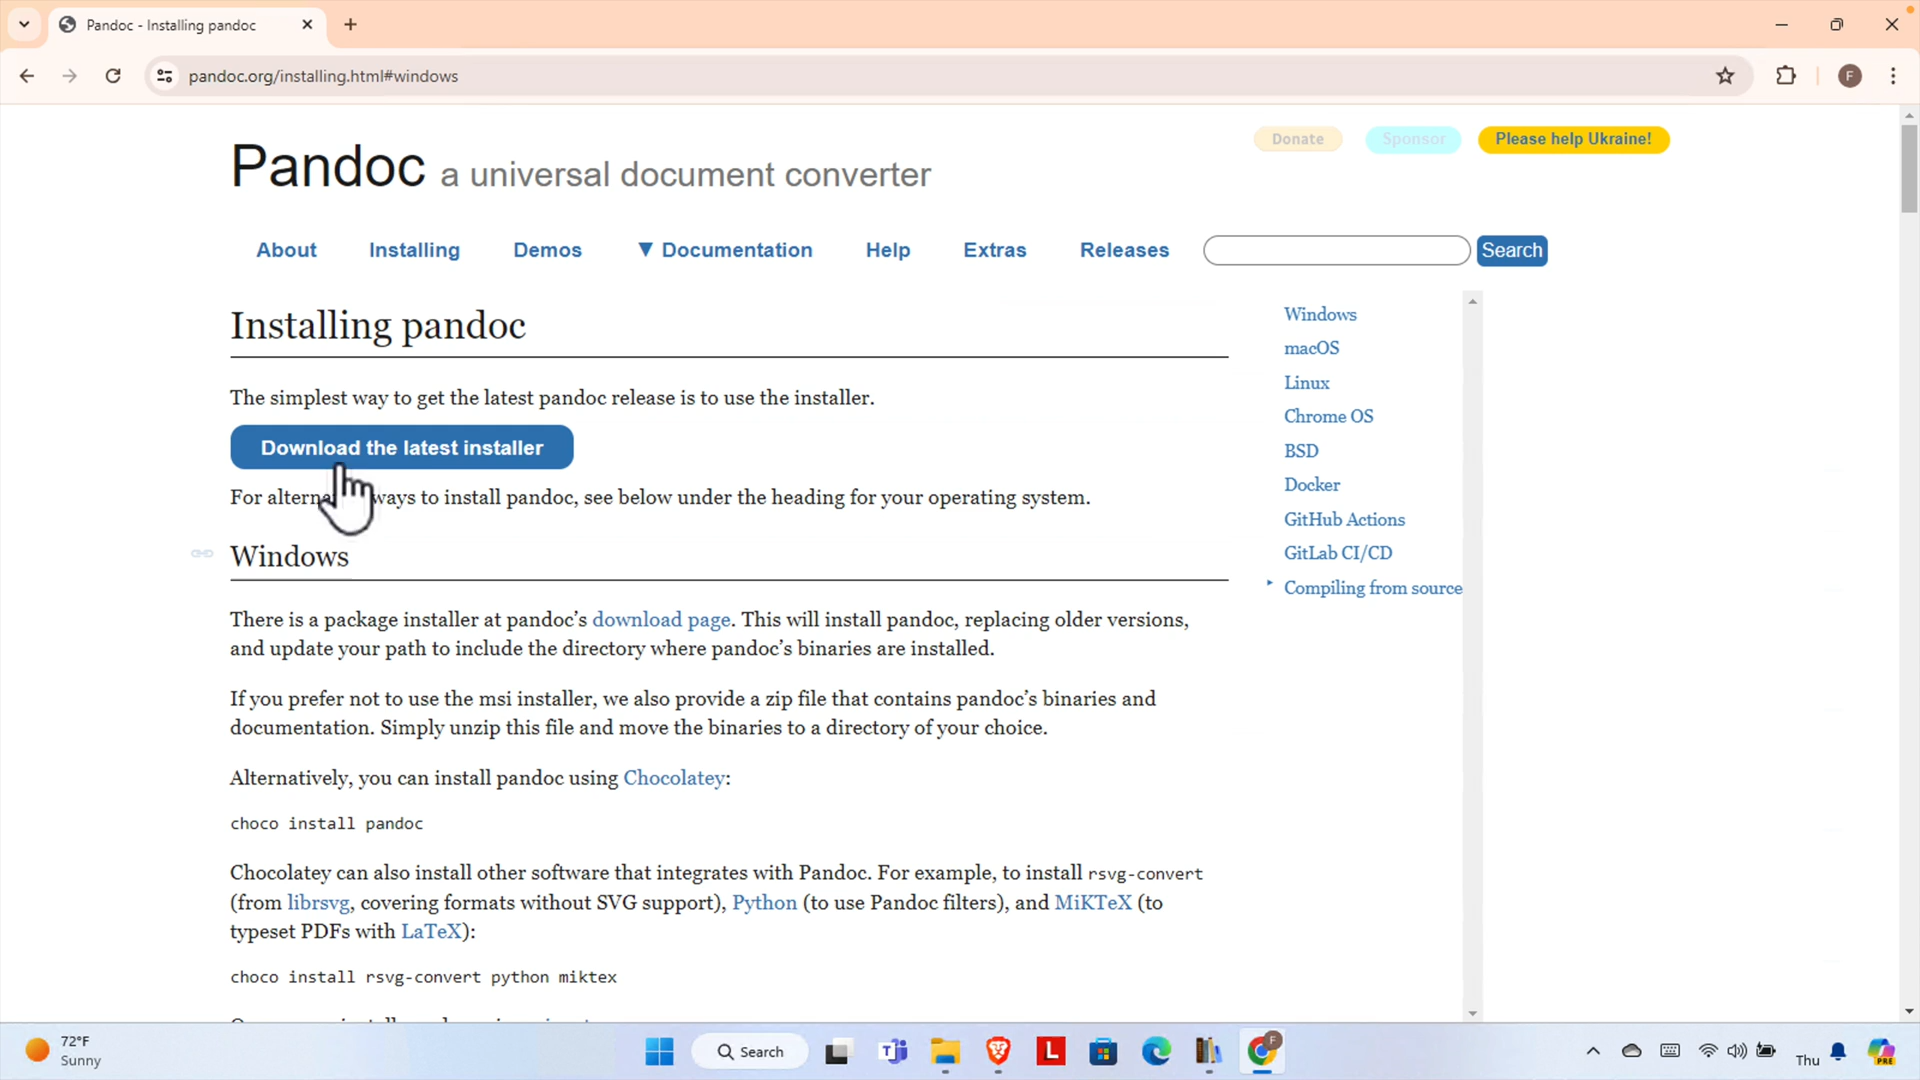 Pandoc - Installing pandoc
pandoc.org/installing.html#windows
F
Donate
Sponsor
Please help Ukraine!
Pandoc a universal document converter
About
Installing
Demos
▼ Documentation
Help
Extras
Releases
Search
Installing pandoc
The simplest way to get the latest pandoc release is to use the installer.
Download the latest installer
For ways to install pandoc, see below under the heading for your operating system.
Windows
There is a package installer at pandoc’s download page. This will install pandoc, replacing older versions,
and update your path to include the directory where pandoc’s binaries are installed.
If you prefer not to use the msi installer, we also provide a zip file that contains pandoc’s binaries and
documentation. Simply unzip this file and move the binaries to a directory of your choice.
Alternatively, you can install pandoc using Chocolatey:
choco install pandoc
Chocolatey can also install other software that integrates with Pandoc. For example, to install rsvg-convert
(from librsvg, covering formats without SVG support), Python (to use Pandoc filters), and MiKTeX (to
typeset PDFs with LaTeX):
choco install rsvg-convert python miktex
Windows
macOS
Linux
Chrome OS
BSD
Docker
GitHub Actions
GitLab CI/CD
Compiling from source
72°F
Sunny
Search
L
F
Thu
PRE